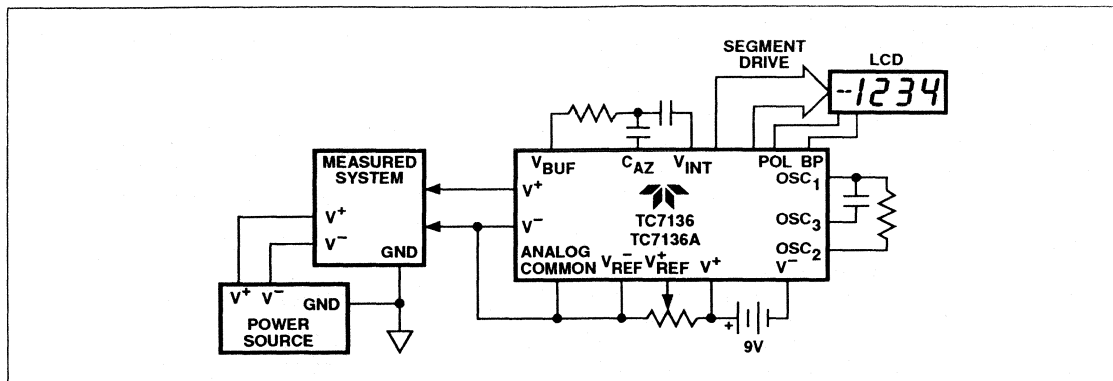 SEGMENT
DRIVE
LCD
--1234
VBUF
CAZ
VINT
POL BP
MEASURED
SYSTEM
V+
V–
GND
V+
V–
TC7136
TC7136A
OSC1
OSC3
OSC2
ANALOG
COMMON
V–REF
V+REF
V+
V–
V+ V–
GND
POWER
SOURCE
+
9V